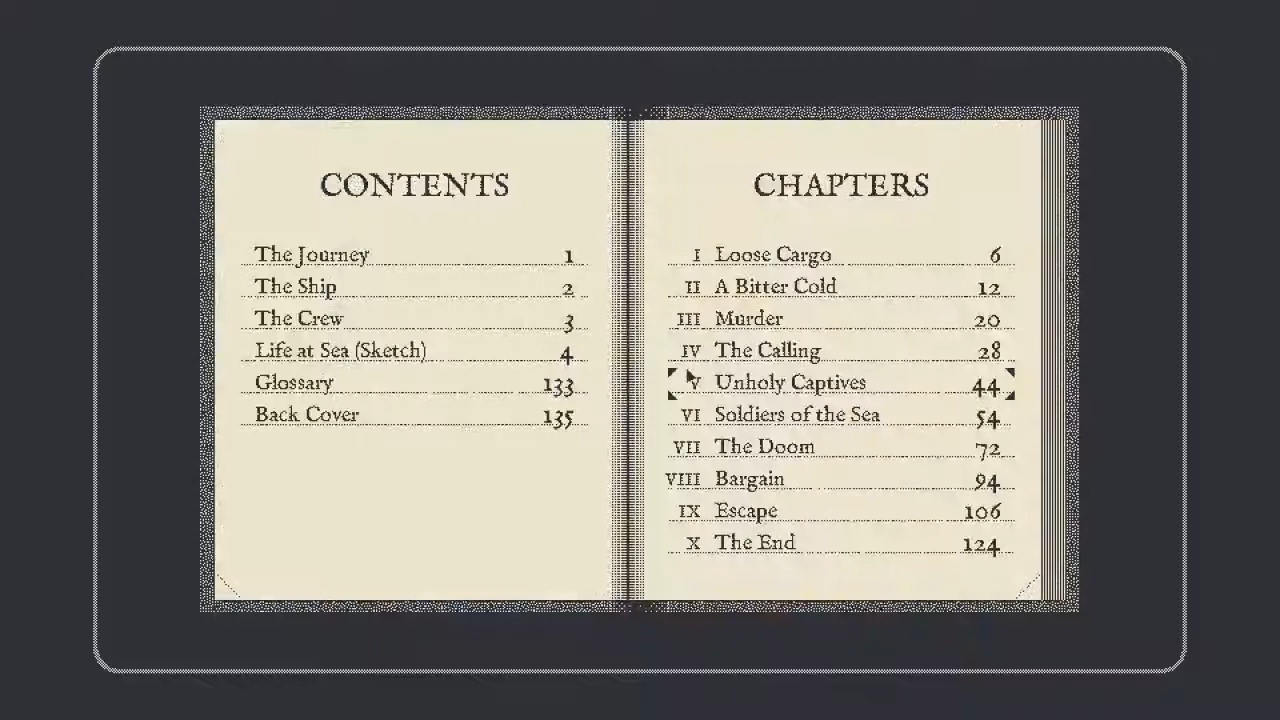 CONTENTS
The Journey 1
The Ship 2
The Crew 3
Life at Sea (Sketch) 4
Glossary 133
Back Cover 135
CHAPTERS
I Loose Cargo 6
II A Bitter Cold 12
III Murder 20
IV The Calling 28
V Unholy Captives 44
VI Soldiers of the Sea 54
VII The Doom 72
VIII Bargain 94
IX Escape 106
X The End 124